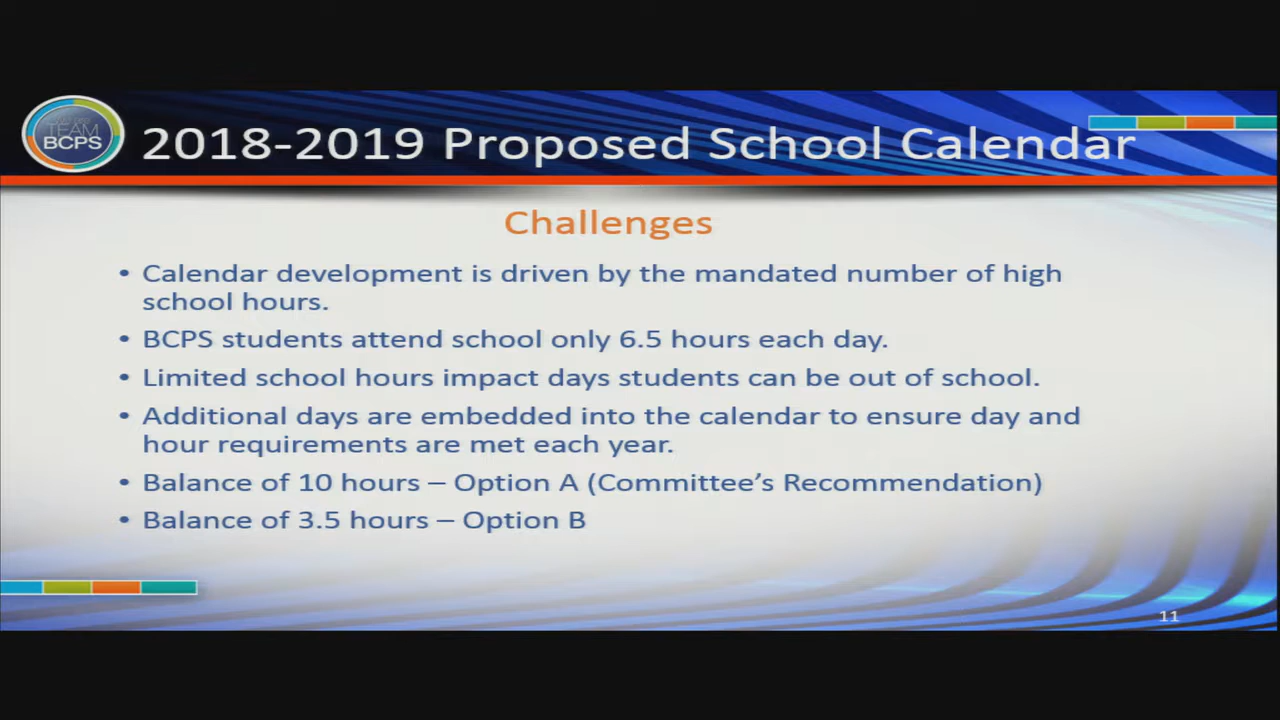 TEAM
BCPS
2018-2019 Proposed School Calendar
Challenges
• Calendar development is driven by the mandated number of high
school hours.
• BCPS students attend school only 6.5 hours each day.
• Limited school hours impact days students can be out of school.
• Additional days are embedded into the calendar to ensure day and
hour requirements are met each year.
• Balance of 10 hours – Option A (Committee’s Recommendation)
• Balance of 3.5 hours – Option B
11